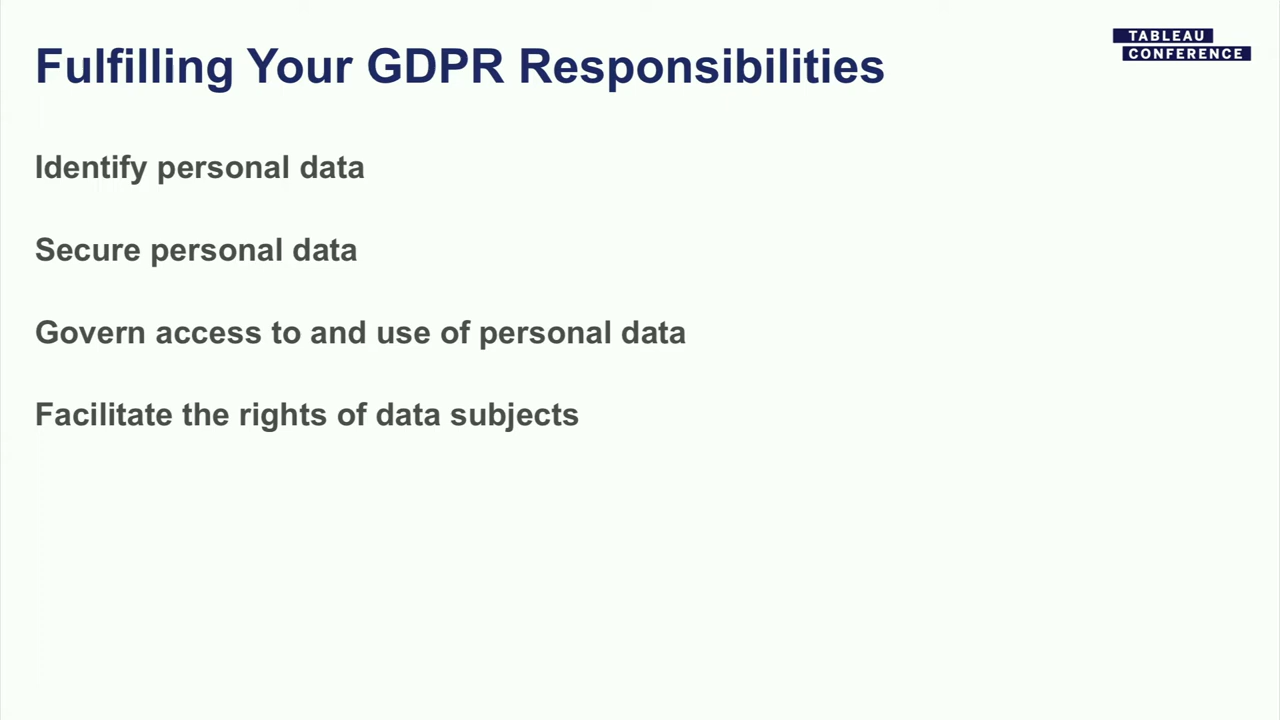 Fulfilling Your GDPR Responsibilities
TABLEAU
CONFERENCE
Identify personal data
Secure personal data
Govern access to and use of personal data
Facilitate the rights of data subjects